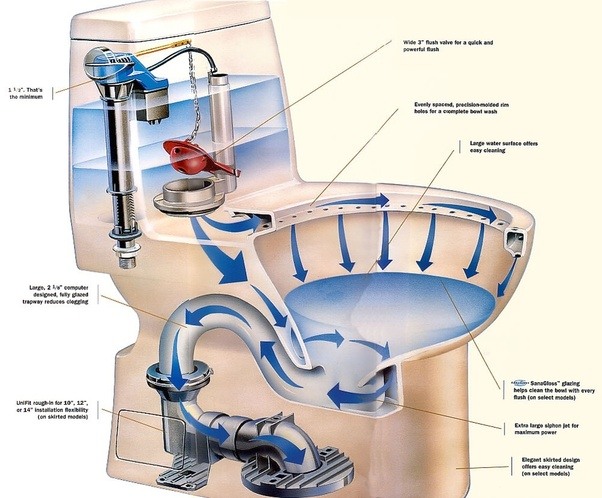 Wide 3" flush valve for a quick and
powerful flush
1 1/2". That's
the minimum
Evenly spaced, precision-molded rim
holes for a complete bowl wash
Large water surface offers
easy cleaning
Large, 2 1/8" computer
designed, fully glazed
trapway reduces clogging
SanaGloss™ glazing
helps clean the bowl with every
flush (on select models)
UniFit rough-in for 10", 12",
or 14" installation flexibility
(on skirted models)
Extra large siphon jet for
maximum power
Elegant skirted design
offers easy cleaning
(on select models)